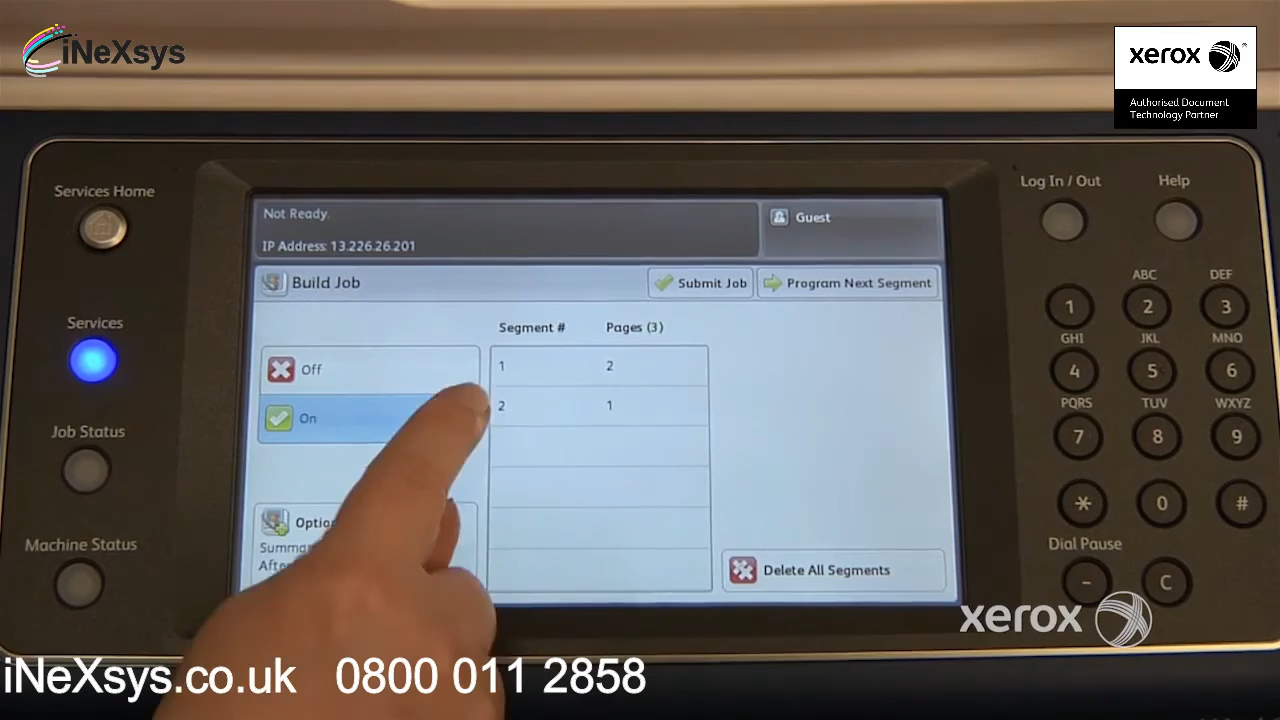 iNeXsys
xerox
Authorised Document
Technology Partner
Services Home
Log In / Out
Help
Not Ready.
Guest
IP Address: 13.226.26.201
Build Job
Submit Job
Program Next Segment
Services
Segment #
Pages (3)
Off
1
2
On
2
1
Job Status
Machine Status
Summa
Afte
Delete All Segments
1
ABC
2
DEF
3
GHI
4
JKL
5
MNO
6
PQRS
7
TUV
8
WXYZ
9
*
0
#
Dial Pause
-
C
xerox
iNeXsys.co.uk 0800 011 2858